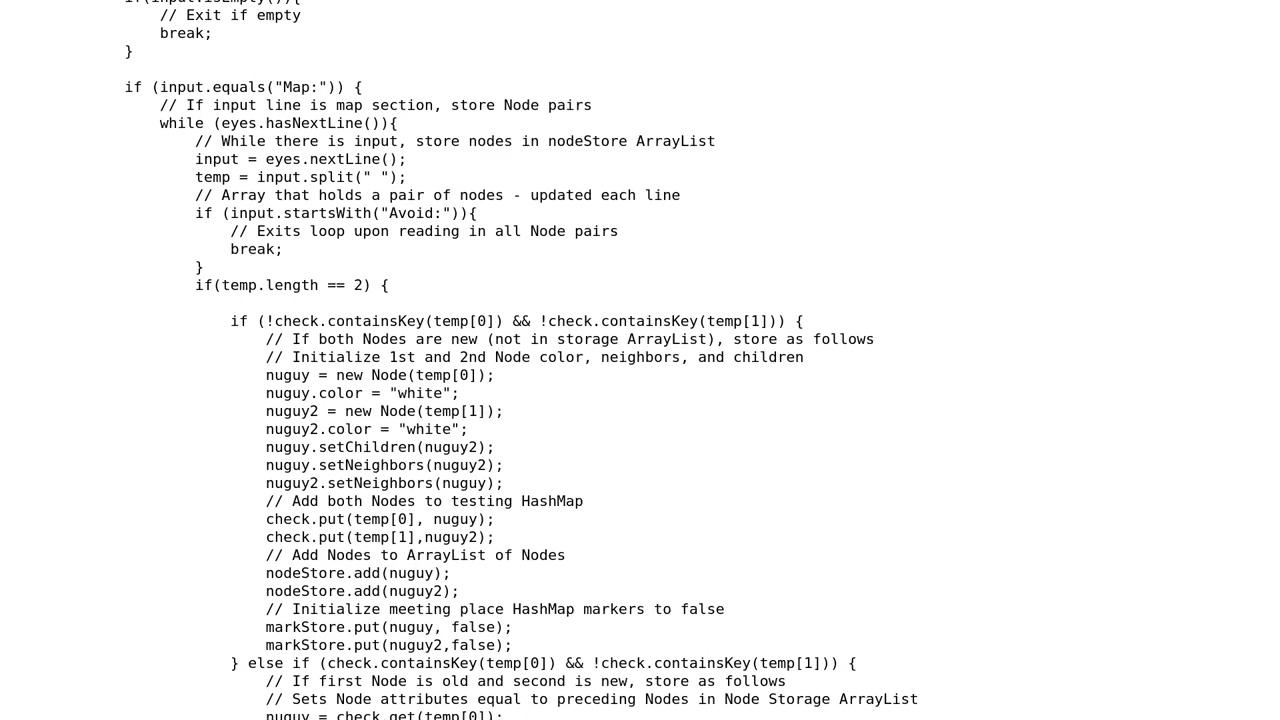 if(input.isEmpty()){
// Exit if empty
break;
}
if (input.equals("Map:")) {
// If input line is map section, store Node pairs
while (eyes.hasNextLine()){
// While there is input, store nodes in nodeStore ArrayList
input = eyes.nextLine();
temp = input.split(" ");
// Array that holds a pair of nodes - updated each line
if (input.startsWith("Avoid:")){
// Exits loop upon reading in all Node pairs
break;
}
if(temp.length == 2) {
if (!check.containsKey(temp[0]) && !check.containsKey(temp[1])) {
// If both Nodes are new (not in storage ArrayList), store as follows
// Initialize 1st and 2nd Node color, neighbors, and children
nuguy = new Node(temp[0]);
nuguy.color = "white";
nuguy2 = new Node(temp[1]);
nuguy2.color = "white";
nuguy.setChildren(nuguy2);
nuguy.setNeighbors(nuguy2);
nuguy2.setNeighbors(nuguy);
// Add both Nodes to testing HashMap
check.put(temp[0], nuguy);
check.put(temp[1],nuguy2);
// Add Nodes to ArrayList of Nodes
nodeStore.add(nuguy);
nodeStore.add(nuguy2);
// Initialize meeting place HashMap markers to false
markStore.put(nuguy, false);
markStore.put(nuguy2,false);
} else if (check.containsKey(temp[0]) && !check.containsKey(temp[1])) {
// If first Node is old and second is new, store as follows
// Sets Node attributes equal to preceding Nodes in Node Storage ArrayList
nuguy = check.get(temp[0]);